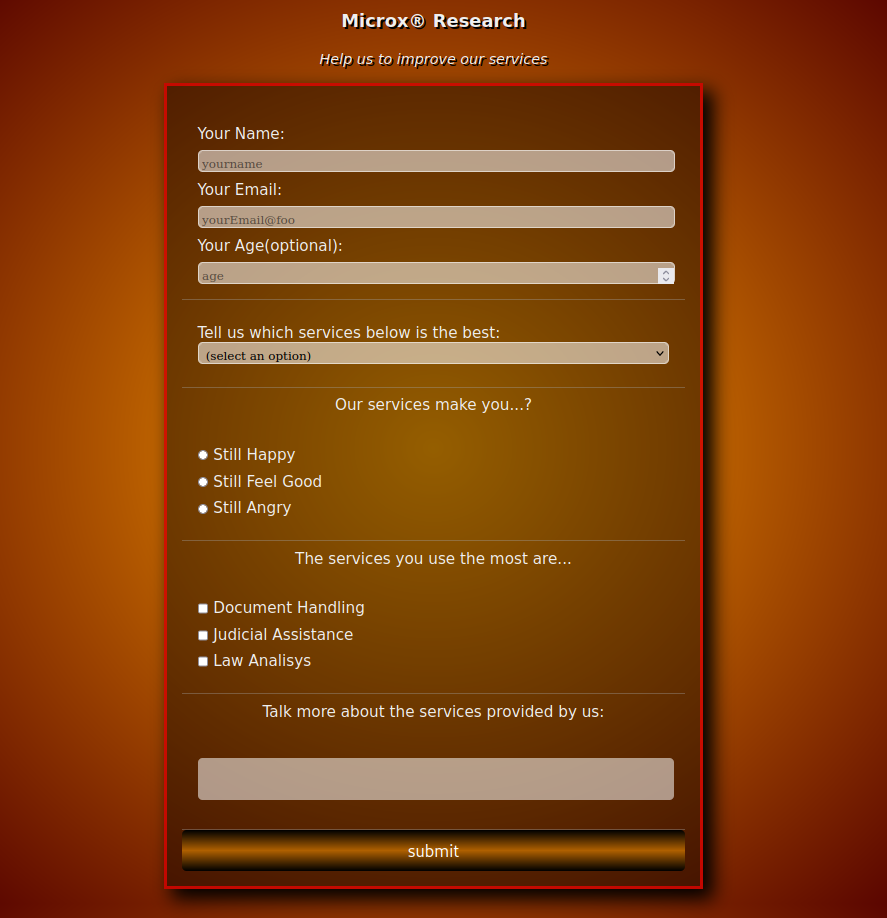 Microx® Research
Help us to improve our services
Your Name:
yourname
Your Email:
yourEmail@foo
Your Age(optional):
age
Tell us which services below is the best:
(select an option)
Our services make you...?
Still Happy
Still Feel Good
Still Angry
The services you use the most are...
Document Handling
Judicial Assistance
Law Analisys
Talk more about the services provided by us:
submit